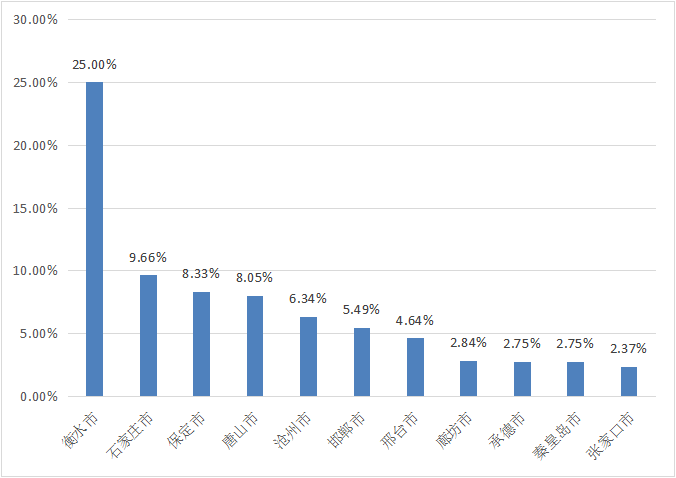 30.00%
25.00%
20.00%
15.00%
10.00%
5.00%
0.00%
25.00%
9.66%
8.33%
8.05%
6.34%
5.49%
4.64%
2.84%
2.75%
2.75%
2.37%
衡水市
石家庄市
保定市
唐山市
沧州市
邯郸市
邢台市
廊坊市
承德市
秦皇岛市
张家口市